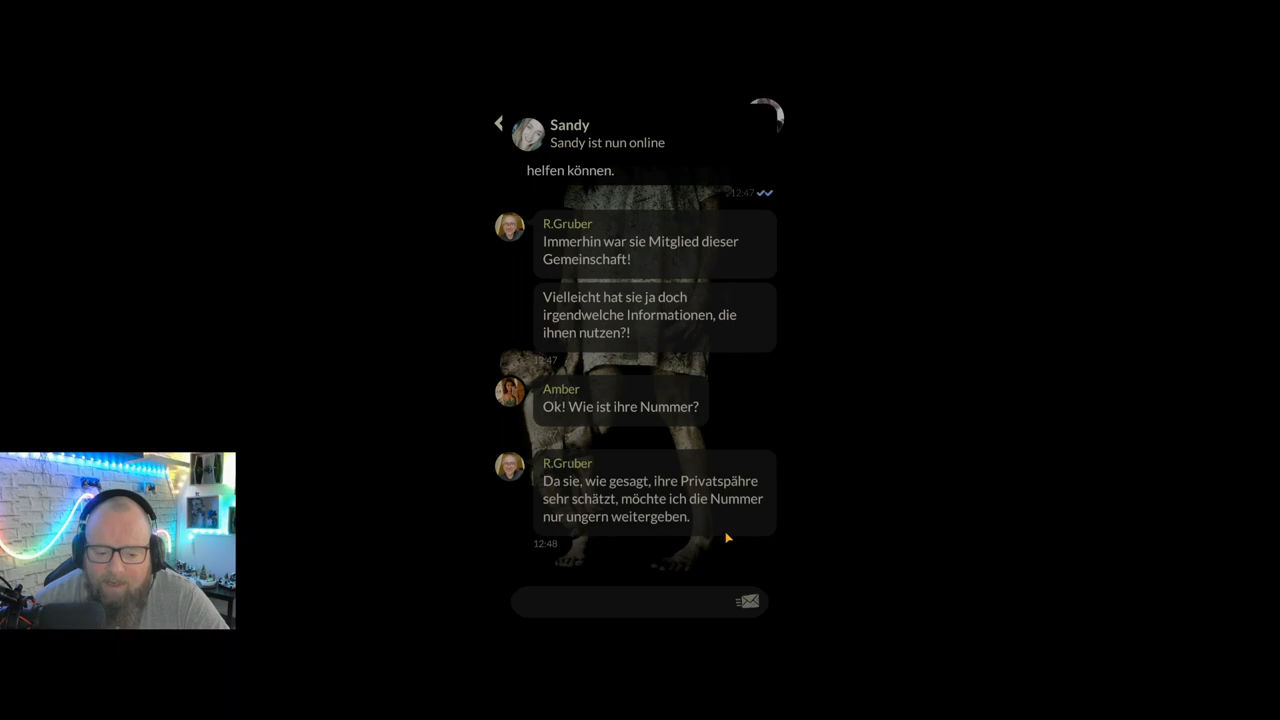 Sandy
Sandy ist nun online
helfen können.
12:47
R.Gruber
Immerhin war sie Mitglied dieser
Gemeinschaft!
Vielleicht hat sie ja doch
irgendwelche Informationen, die
ihnen nutzen?!
12:47
Amber
Ok! Wie ist ihre Nummer?
R.Gruber
Da sie, wie gesagt, ihre Privatspähre
sehr schätzt, möchte ich die Nummer
nur ungern weitergeben.
12:48